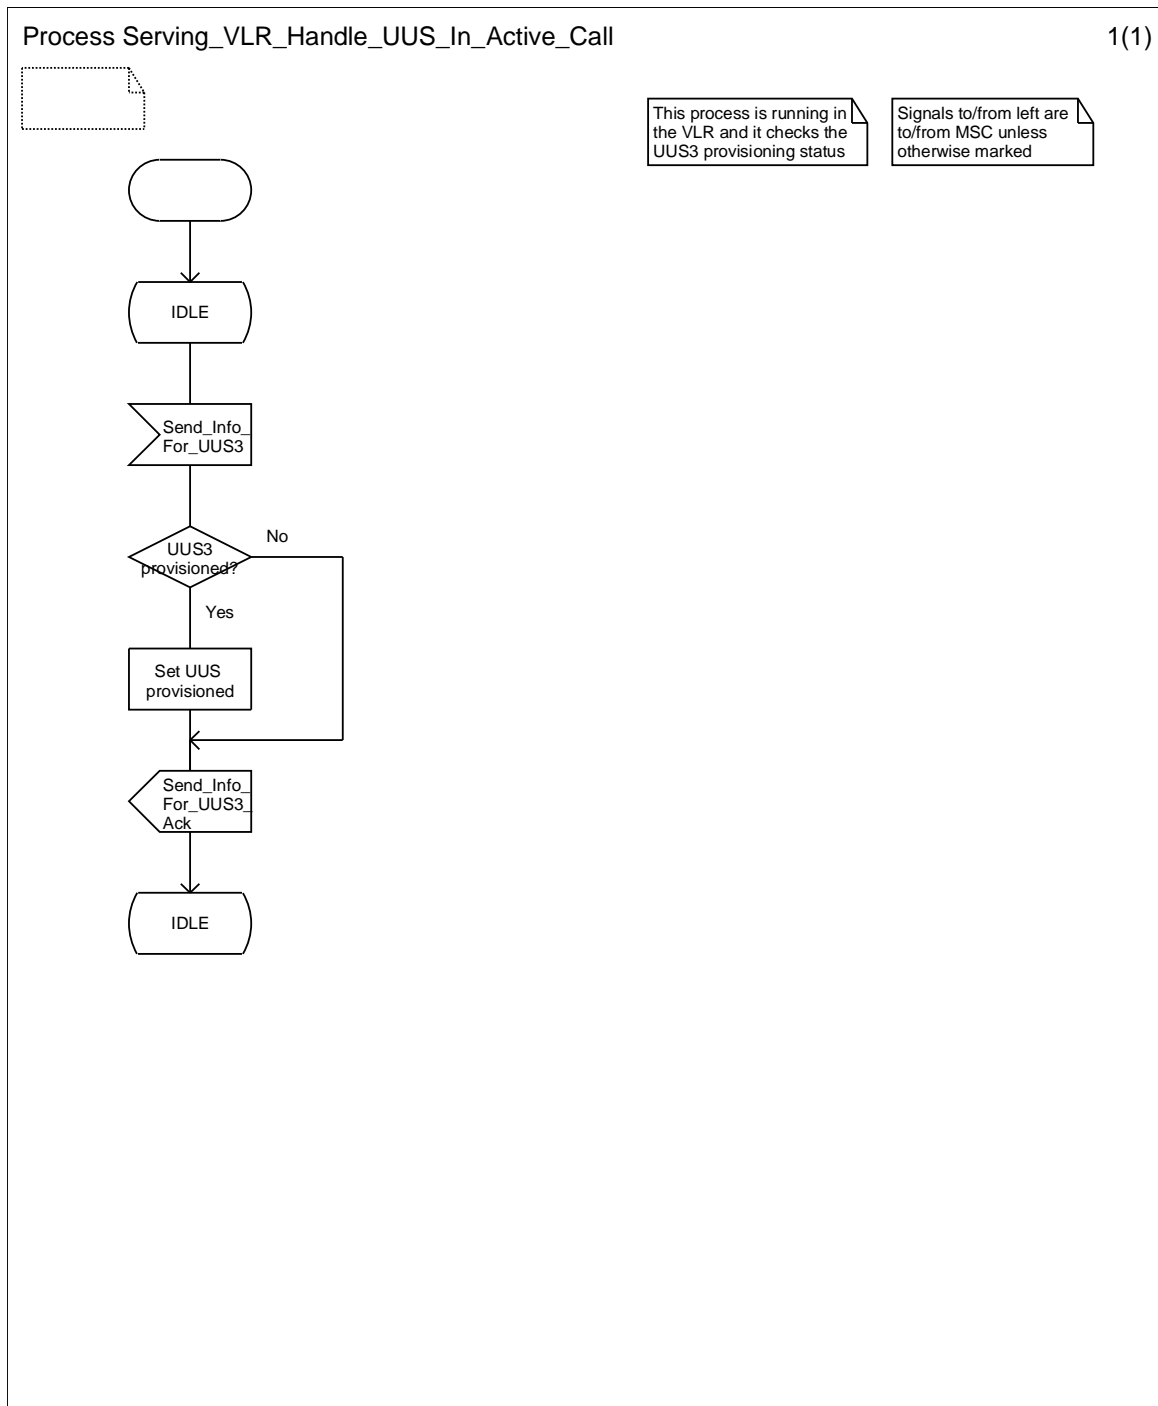 Process Serving_VLR_Handle_UUS_In_Active_Call
1(1)
This process is running in
the VLR and it checks the
UUS3 provisioning status
Signals to/from left are
to/from MSC unless
otherwise marked
IDLE
Send_Info_
For_UUS3
UUS3
provisioned?
No
Yes
Set UUS
provisioned
Send_Info_
For_UUS3_
Ack
IDLE